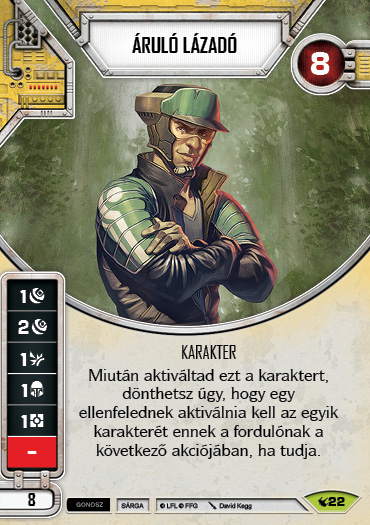 ÁRULÓ LÁZADÓ
8
1
2
1
1
1
–
KARAKTER
Miután aktiváltad ezt a karaktert,
dönthetsz úgy, hogy egy
ellenfelednek aktiválnia kell az egyik
karakterét ennek a fordulónak a
következő akciójában, ha tudja.
8
GONOSZ
SÁRGA
© LFL © FFG
David Kegg
22